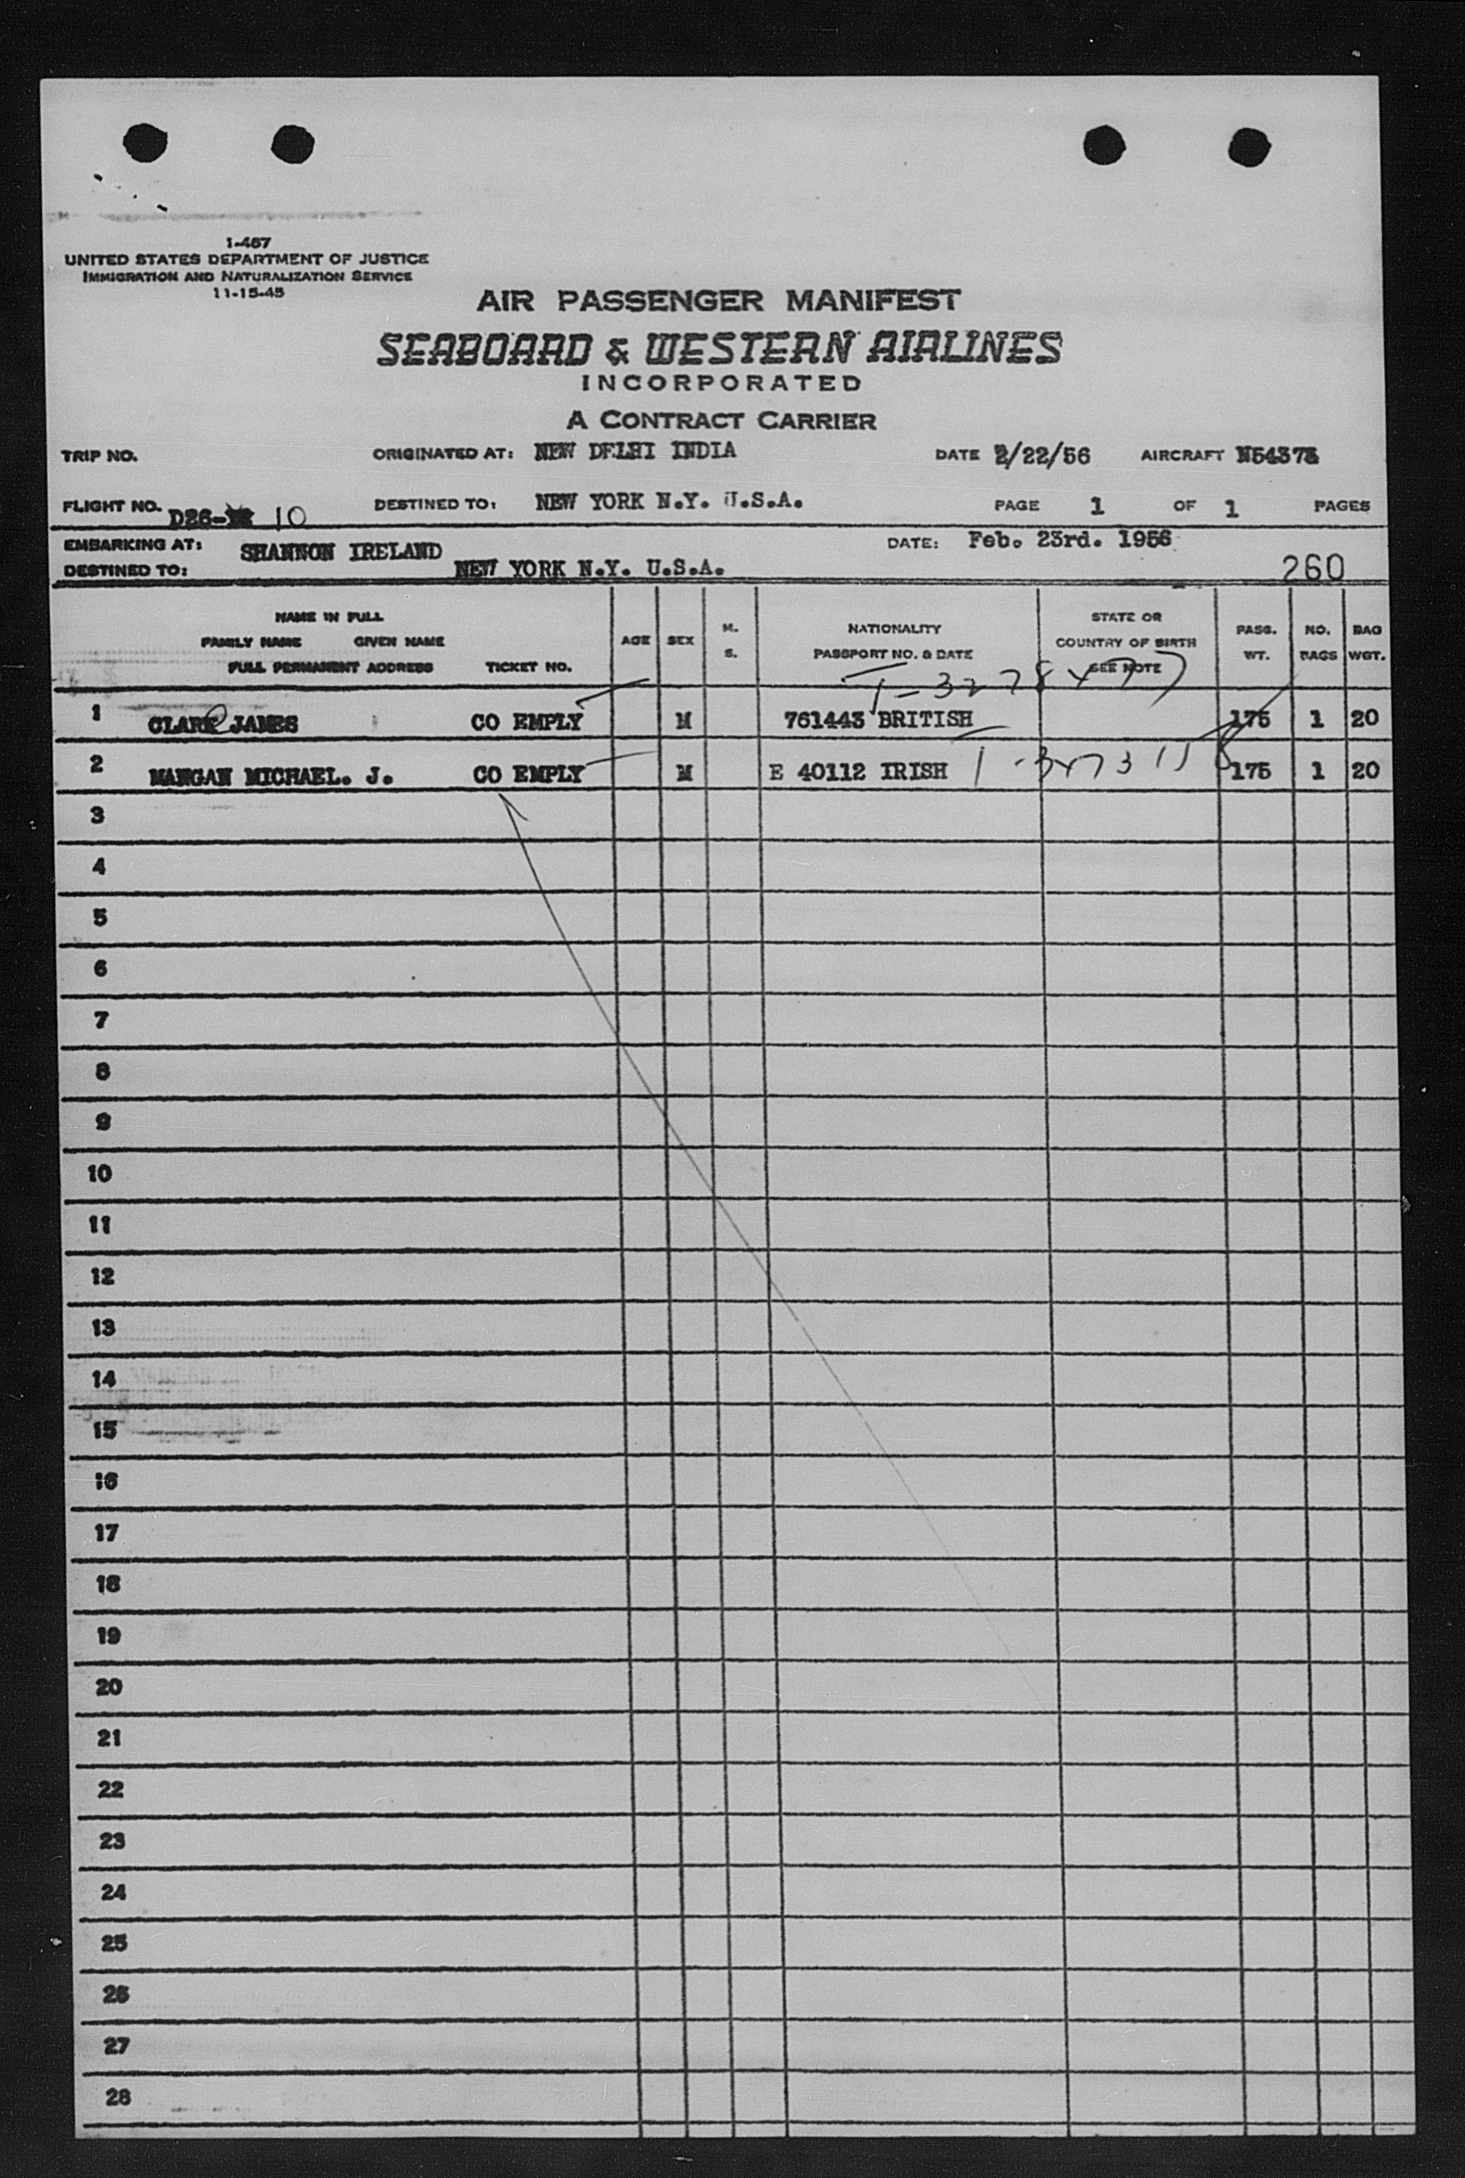 1-467
UNITED STATES DEPARTMENT OF JUSTICE
IMMIGRATION AND NATURALIZATION SERVICE
11-15-45
AIR PASSENGER MANIFEST
SEABOARD & WESTERN AIRLINES
INCORPORATED
A CONTRACT CARRIER
TRIP NO. ORIGINATED AT: NEW DELHI INDIA DATE 2/22/56 AIRCRAFT
FLIGHT NO. D26- 10 DESTINED TO: NEW YORK N.Y. U.S.A. PAGE 1 OF 1 PAGES
EMBARKING AT: SHANNON IRELAND DATE: Feb. 23rd. 1956
DESTINED TO: NEW YORK N.Y. U.S.A. 260
NAME IN FULL
FAMILY NAME GIVEN NAME
FULL PERMANENT ADDRESS TICKET NO.
AGE SEX M. S.
NATIONALITY
PASSPORT NO. & DATE
STATE OR
COUNTRY OF BIRTH
SEE NOTE
PASS. WT. NO. BAGS BAG WGT.
1 JAMES CO EMPLY M 761443 BRITISH 175 1 20
2 MANGAN MICHAEL. J. CO EMPLY M E 40112 IRISH 175 1 20
3
4
5
6
7
8
9
10
11
12
13
14
15
16
17
18
19
20
21
22
23
24
25
26
27
28